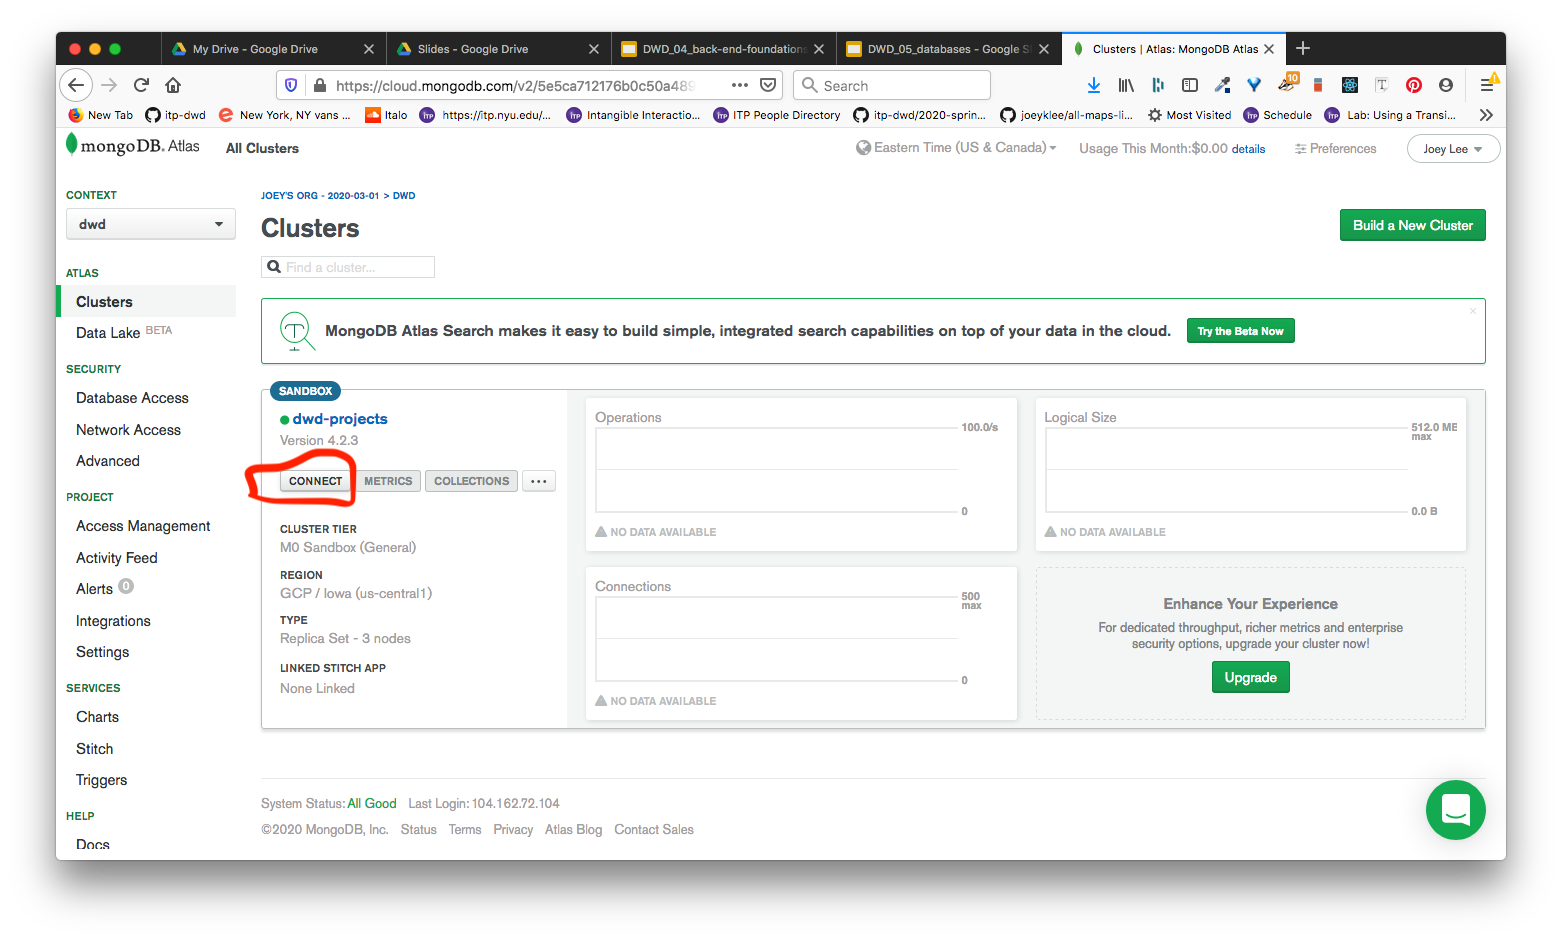 My Drive - Google Drive
Slides - Google Drive
DWD_04_back-end-foundations
DWD_05_databases - Google Sl
Clusters | Atlas: MongoDB Atlas
https://cloud.mongodb.com/v2/5e5ca712176b0c50a489
Search
10
New Tab
itp-dwd
New York, NY vans ...
Italo
https://itp.nyu.edu/...
Intangible Interactio...
ITP People Directory
itp-dwd/2020-sprin...
joeyklee/all-maps-li...
Most Visited
Schedule
Lab: Using a Transi...
mongoDB. Atlas
All Clusters
Eastern Time (US & Canada)
Usage This Month:$0.00 details
Preferences
Joey Lee
CONTEXT
dwd
ATLAS
Clusters
Data Lake BETA
SECURITY
Database Access
Network Access
Advanced
PROJECT
Access Management
Activity Feed
Alerts 0
Integrations
Settings
SERVICES
Charts
Stitch
Triggers
HELP
Docs
JOEY'S ORG - 2020-03-01 > DWD
Clusters
Build a New Cluster
Find a cluster...
MongoDB Atlas Search makes it easy to build simple, integrated search capabilities on top of your data in the cloud.
Try the Beta Now
SANDBOX
dwd-projects
Version 4.2.3
CONNECT
METRICS
COLLECTIONS
...
CLUSTER TIER
M0 Sandbox (General)
REGION
GCP / Iowa (us-central1)
TYPE
Replica Set - 3 nodes
LINKED STITCH APP
None Linked
Operations
100.0/s
0
NO DATA AVAILABLE
Logical Size
512.0 MB
max
0.0 B
NO DATA AVAILABLE
Connections
500
max
0
NO DATA AVAILABLE
Enhance Your Experience
For dedicated throughput, richer metrics and enterprise
security options, upgrade your cluster now!
Upgrade
System Status: All Good Last Login: 104.162.72.104
©2020 MongoDB, Inc. Status Terms Privacy Atlas Blog Contact Sales